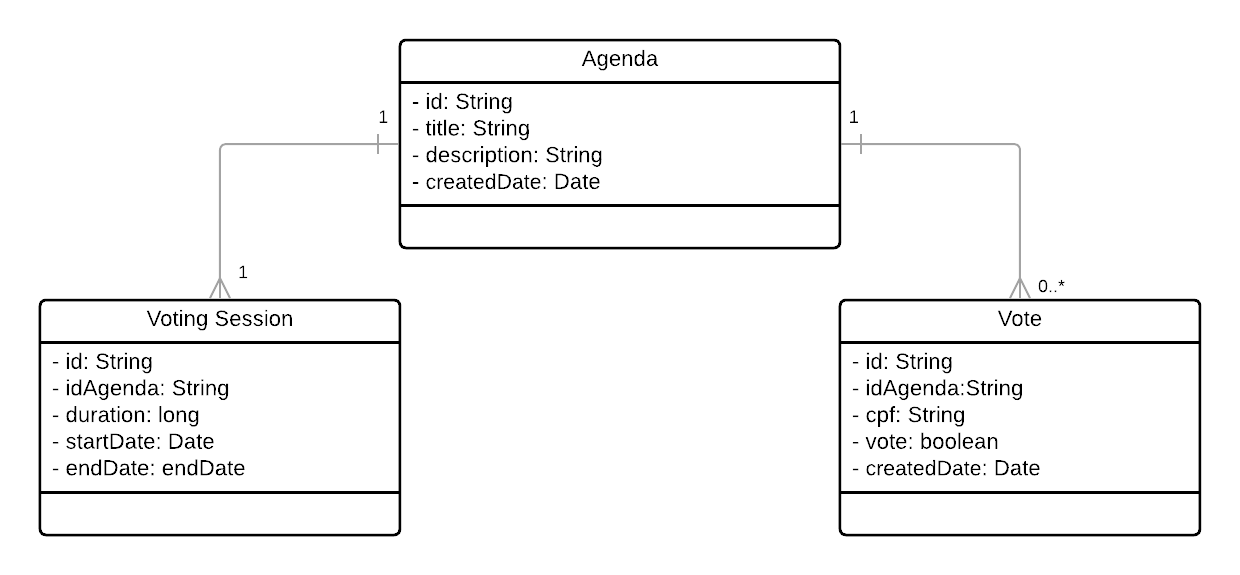 Agenda
- id: String
- title: String
- description: String
- createdDate: Date
1
1
1
0..*
Voting Session
- id: String
- idAgenda: String
- duration: long
- startDate: Date
- endDate: endDate
Vote
- id: String
- idAgenda:String
- cpf: String
- vote: boolean
- createdDate: Date